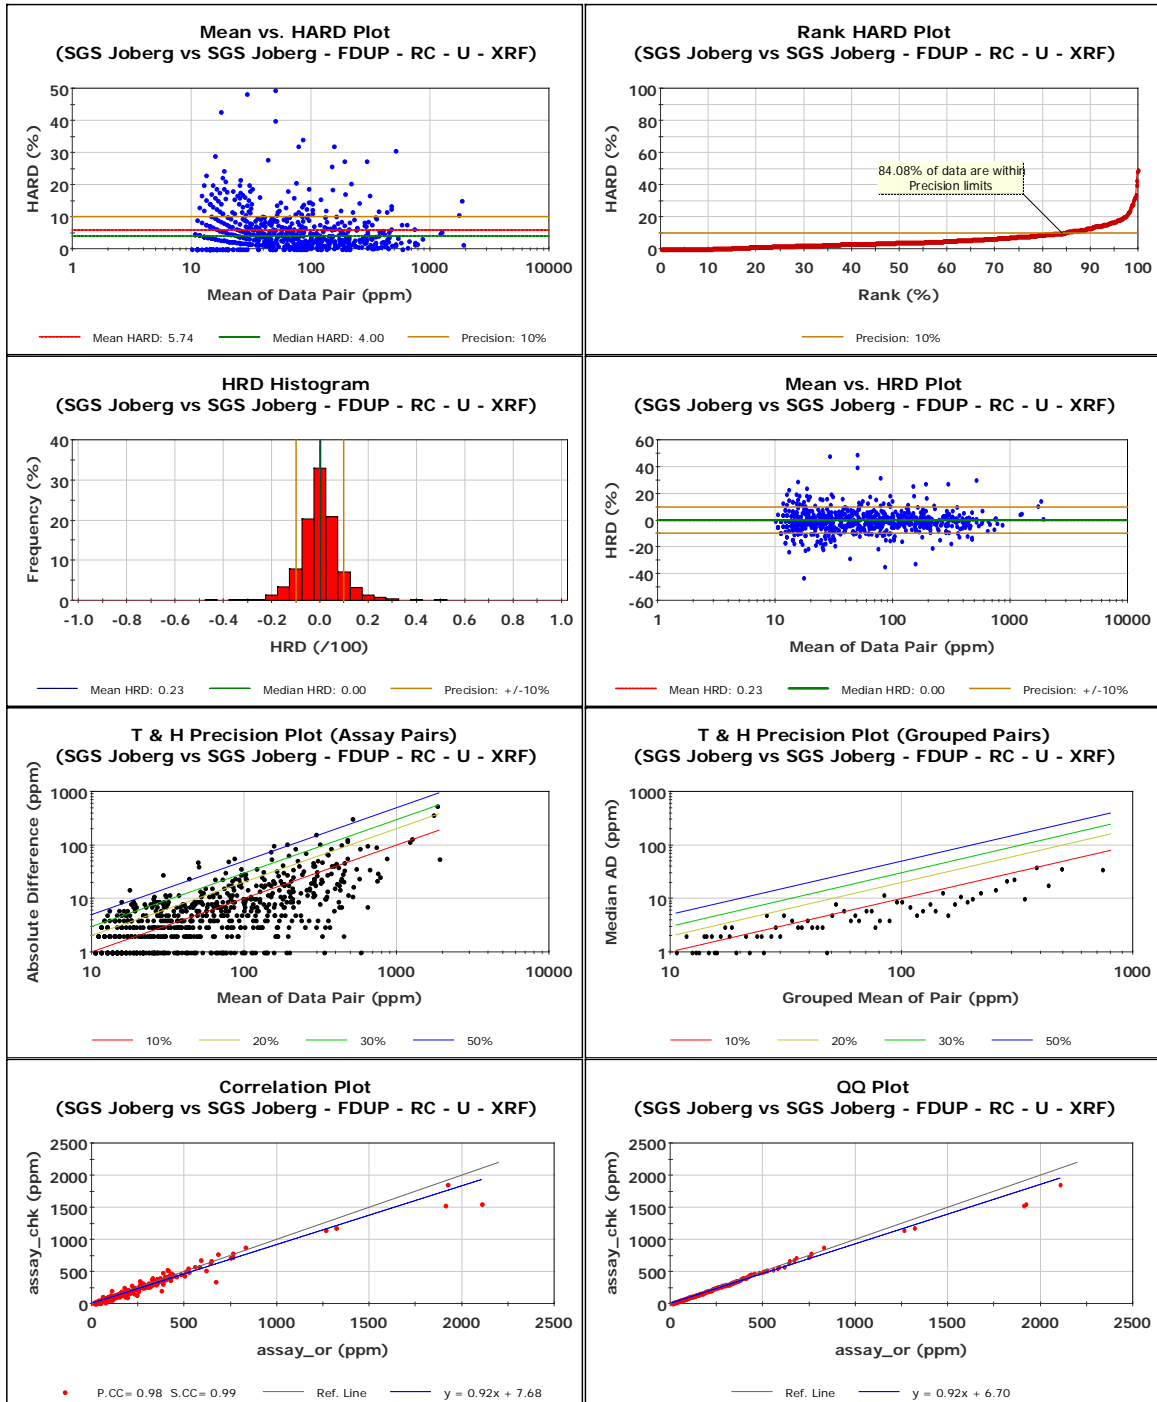 Mean vs. HARD Plot
(SGS Joberg vs SGS Joberg - FDUP - RC - U - XRF)
HARD (%)
50
40
30
20
10
0
1
10
100
1000
10000
Mean of Data Pair (ppm)
Mean HARD: 5.74
Median HARD: 4.00
Precision: 10%
Rank HARD Plot
(SGS Joberg vs SGS Joberg - FDUP - RC - U - XRF)
HARD (%)
100
80
60
40
20
0
84.08% of data are within
Precision limits
0
10
20
30
40
50
60
70
80
90
100
Rank (%)
Precision: 10%
HRD Histogram
(SGS Joberg vs SGS Joberg - FDUP - RC - U - XRF)
Frequency (%)
40
30
20
10
0
-1.0
-0.8
-0.6
-0.4
-0.2
0.0
0.2
0.4
0.6
0.8
1.0
HRD (/100)
Mean HRD: 0.23
Median HRD: 0.00
Precision: +/-10%
Mean vs. HRD Plot
(SGS Joberg vs SGS Joberg - FDUP - RC - U - XRF)
HRD (%)
60
40
20
0
-20
-40
-60
1
10
100
1000
10000
Mean of Data Pair (ppm)
Mean HRD: 0.23
Median HRD: 0.00
Precision: +/-10%
T & H Precision Plot (Assay Pairs)
(SGS Joberg vs SGS Joberg - FDUP - RC - U - XRF)
Absolute Difference (ppm)
1000
100
10
1
10
100
1000
10000
Mean of Data Pair (ppm)
10%
20%
30%
50%
T & H Precision Plot (Grouped Pairs)
(SGS Joberg vs SGS Joberg - FDUP - RC - U - XRF)
Median AD (ppm)
1000
100
10
1
10
100
1000
Grouped Mean of Pair (ppm)
10%
20%
30%
50%
Correlation Plot
(SGS Joberg vs SGS Joberg - FDUP - RC - U - XRF)
assay_chk (ppm)
2500
2000
1500
1000
500
0
0
500
1000
1500
2000
2500
assay_or (ppm)
P.CC= 0.98 S.CC= 0.99
Ref. Line
y = 0.92x + 7.68
QQ Plot
(SGS Joberg vs SGS Joberg - FDUP - RC - U - XRF)
assay_chk (ppm)
2500
2000
1500
1000
500
0
0
500
1000
1500
2000
2500
assay_or (ppm)
Ref. Line
y = 0.92x + 6.70